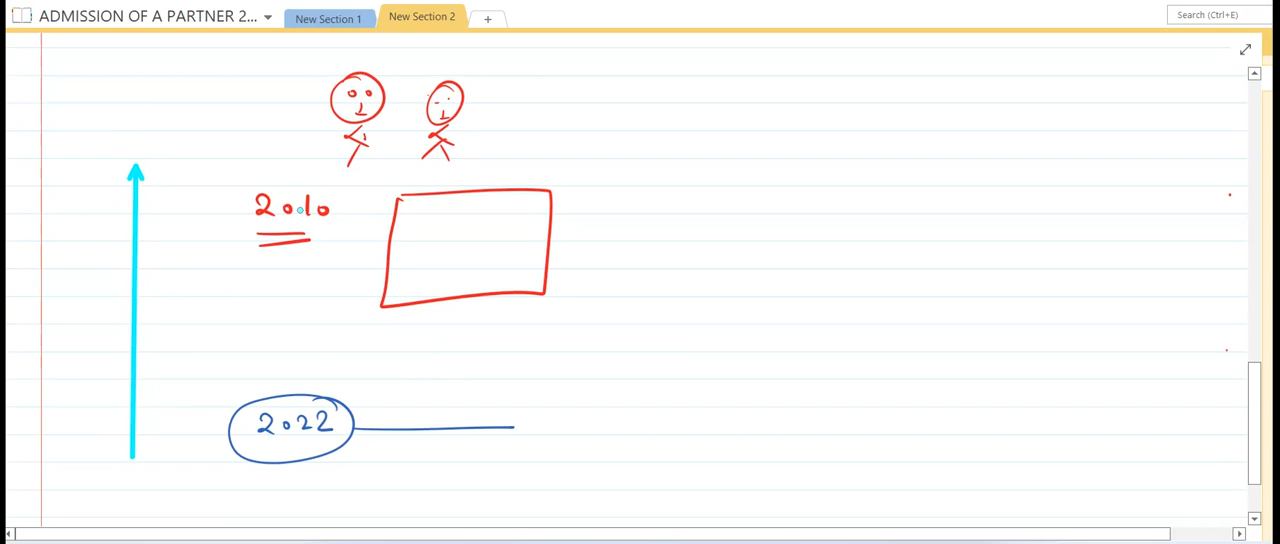 ADMISSION OF A PARTNER 2...
New Section 1
New Section 2
+
Search (Ctrl+E)
2010
2022